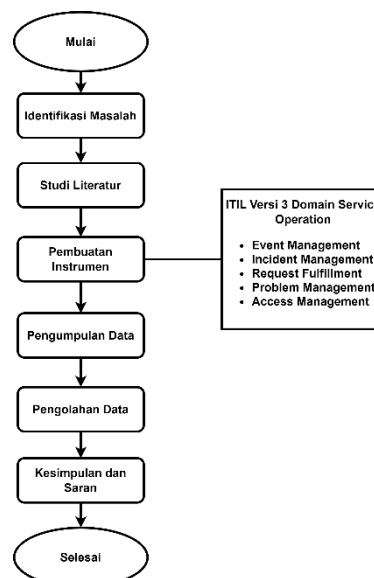 Mulai
Identifikasi Masalah
Studi Literatur
Pembuatan
Instrumen
ITIL Versi 3 Domain Servic
Operation
• Event Management
• Incident Management
• Request Fulfillment
• Problem Management
• Access Management
Pengumpulan Data
Pengolahan Data
Kesimpulan dan
Saran
Selesai